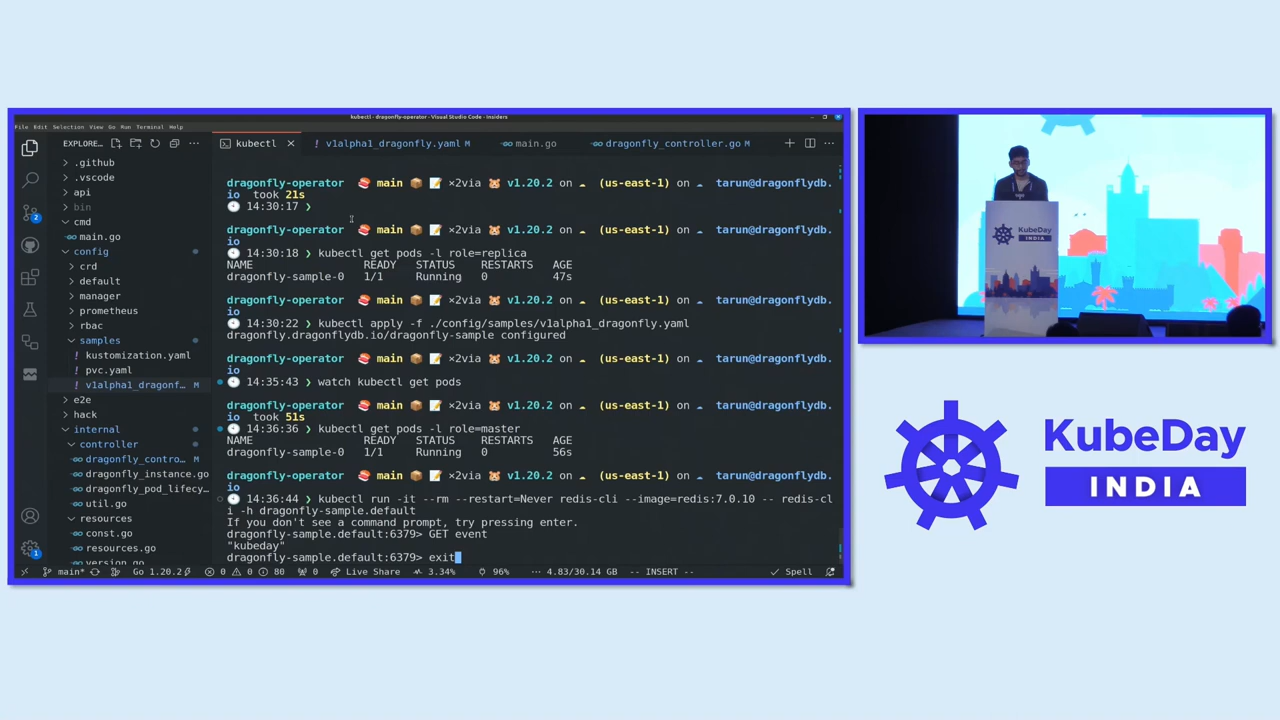 kubectl - dragonfly-operator - Visual Studio Code - Insiders
File Edit Selection View Go Run Terminal Help
EXPLORE...
kubectl
v1alpha1_dragonfly.yaml M
main.go
dragonfly_controller.go M
.github
.vscode
api
bin
cmd
main.go
config
crd
default
manager
prometheus
rbac
samples
kustomization.yaml
pvc.yaml
v1alpha1_dragonf... M
e2e
hack
internal
controller
dragonfly_contro... M
dragonfly_instance.go
dragonfly_pod_lifecy...
util.go
resources
const.go
resources.go
version.go
dragonfly-operator main ×2via v1.20.2 on (us-east-1) on tarun@dragonflydb.
io took 21s
14:30:17 ❯
dragonfly-operator main ×2via v1.20.2 on (us-east-1) on tarun@dragonflydb.
io
14:30:18 ❯ kubectl get pods -l role=replica
NAME READY STATUS RESTARTS AGE
dragonfly-sample-0 1/1 Running 0 47s
dragonfly-operator main ×2via v1.20.2 on (us-east-1) on tarun@dragonflydb.
io
14:30:22 ❯ kubectl apply -f ./config/samples/v1alpha1_dragonfly.yaml
dragonfly.dragonflydb.io/dragonfly-sample configured
dragonfly-operator main ×2via v1.20.2 on (us-east-1) on tarun@dragonflydb.
io
14:35:43 ❯ watch kubectl get pods
dragonfly-operator main ×2via v1.20.2 on (us-east-1) on tarun@dragonflydb.
io took 51s
14:36:36 ❯ kubectl get pods -l role=master
NAME READY STATUS RESTARTS AGE
dragonfly-sample-0 1/1 Running 0 56s
dragonfly-operator main ×2via v1.20.2 on (us-east-1) on tarun@dragonflydb.
io
14:36:44 ❯ kubectl run -it --rm --restart=Never redis-cli --image=redis:7.0.10 -- redis-cl
i -h dragonfly-sample.default
If you don't see a command prompt, try pressing enter.
dragonfly-sample.default:6379> GET event
"kubeday"
dragonfly-sample.default:6379> exit
main* Go 1.20.2 0 0 80 0 Live Share 3.34% 96% 4.83/30.14 GB -- INSERT -- Spell
2
1
KubeDay
INDIA
KubeDay
INDIA